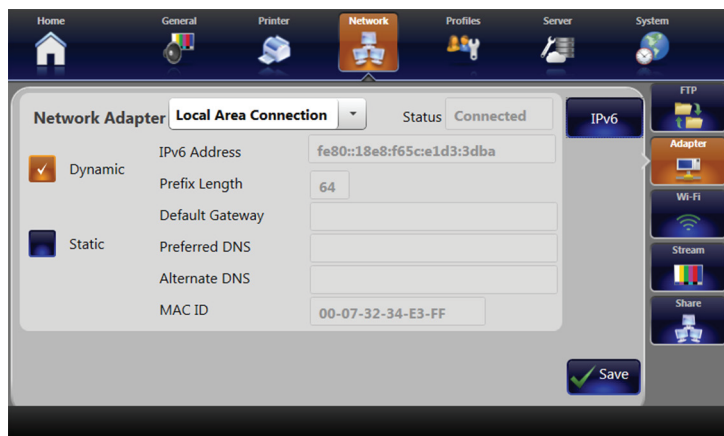 Home General Printer Network Profiles Server System
FTP
Network Adapter Local Area Connection Status Connected IPv6
Adapter
Dynamic IPv6 Address fe80::18e8:f65c:e1d3:3dba
Prefix Length 64
Wi-Fi
Default Gateway
Static Preferred DNS
Stream
Alternate DNS
MAC ID 00-07-32-34-E3-FF
Share
Save